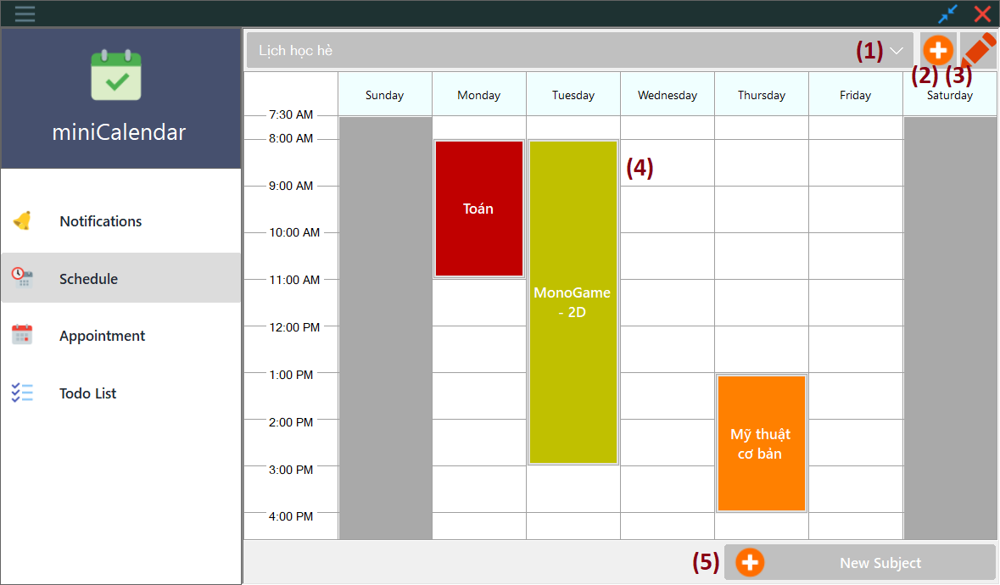 Lịch học hè
(1)
(2) (3)
miniCalendar
Notifications
Schedule
Appointment
Todo List
Sunday
Monday
Tuesday
Wednesday
Thursday
Friday
Saturday
7:30 AM
8:00 AM
9:00 AM
10:00 AM
11:00 AM
12:00 PM
1:00 PM
2:00 PM
3:00 PM
4:00 PM
Toán
MonoGame
- 2D
(4)
Mỹ thuật
cơ bản
(5)
New Subject